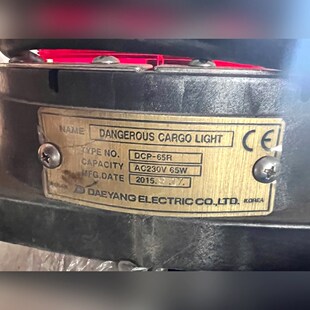 NAME DANGEROUS CARGO LIGHT CE
TYPE NO. DCP-65R
CAPACITY AC230V 65W
MFG.DATE 2015.
DAEYANG ELECTRIC CO.,LTD. KOREA